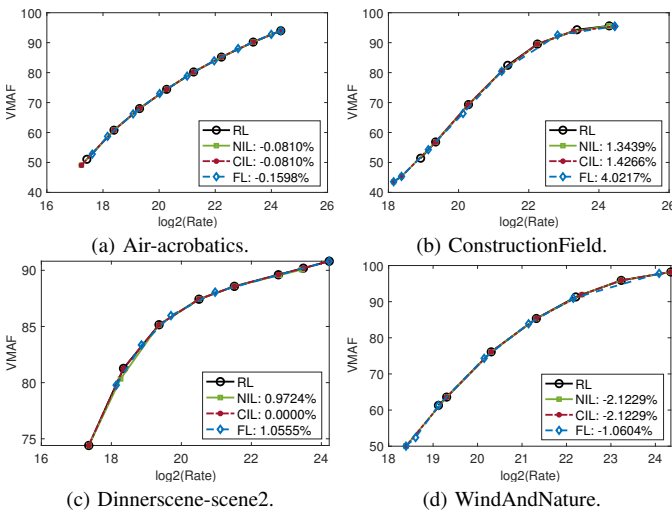 100
90
80
70
60
50
40
VMAF
RL
NIL: -0.0810%
CIL: -0.0810%
FL: -0.1598%
16 18 20 22 24 26
log2(Rate)
(a) Air-acrobatics.
100
90
80
70
60
50
40
VMAF
RL
NIL: 1.3439%
CIL: 1.4266%
FL: 4.0217%
18 20 22 24 26
log2(Rate)
(b) ConstructionField.
90
85
80
75
VMAF
RL
NIL: 0.9724%
CIL: 0.0000%
FL: 1.0555%
16 18 20 22 24
log2(Rate)
(c) Dinnerscene-scene2.
100
90
80
70
60
50
VMAF
RL
NIL: -2.1229%
CIL: -2.1229%
FL: -1.0604%
18 19 20 21 22 23 24
log2(Rate)
(d) WindAndNature.